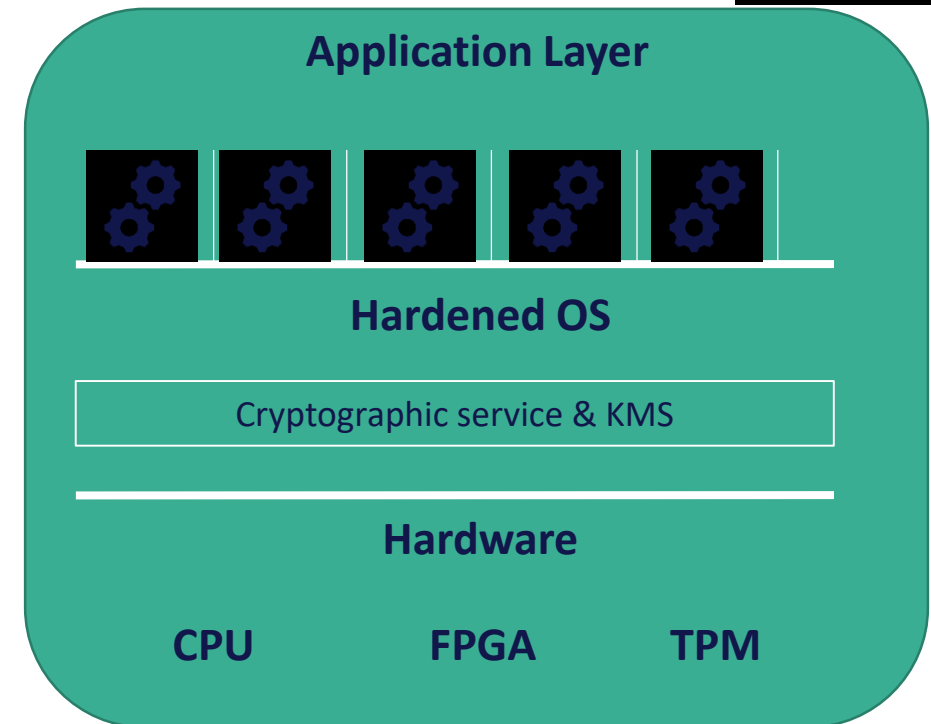 Application Layer
Hardened OS
Cryptographic service & KMS
Hardware
CPU FPGA TPM